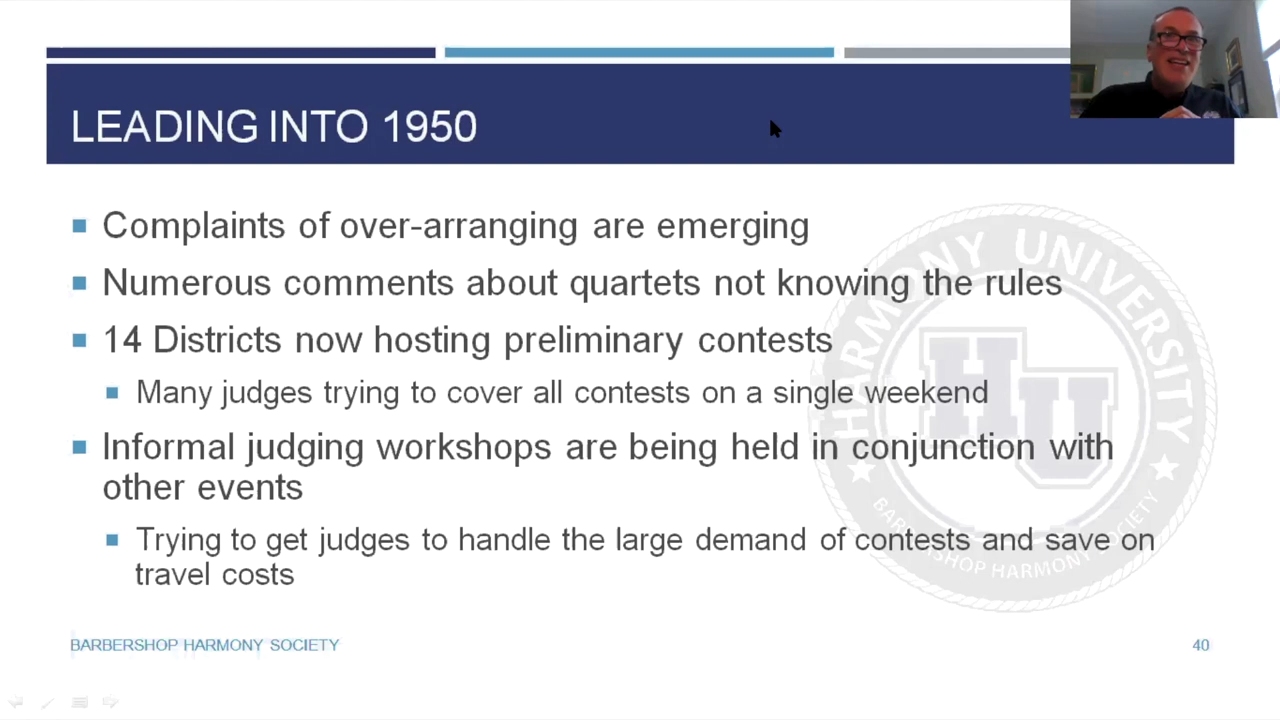 LEADING INTO 1950
Complaints of over-arranging are emerging
Numerous comments about quartets not knowing the rules
14 Districts now hosting preliminary contests
Many judges trying to cover all contests on a single weekend
Informal judging workshops are being held in conjunction with
other events
Trying to get judges to handle the large demand of contests and save on
travel costs
HARMONY UNIVERSITY
HU
BARBERSHOP HARMONY SOCIETY
BARBERSHOP HARMONY SOCIETY
40